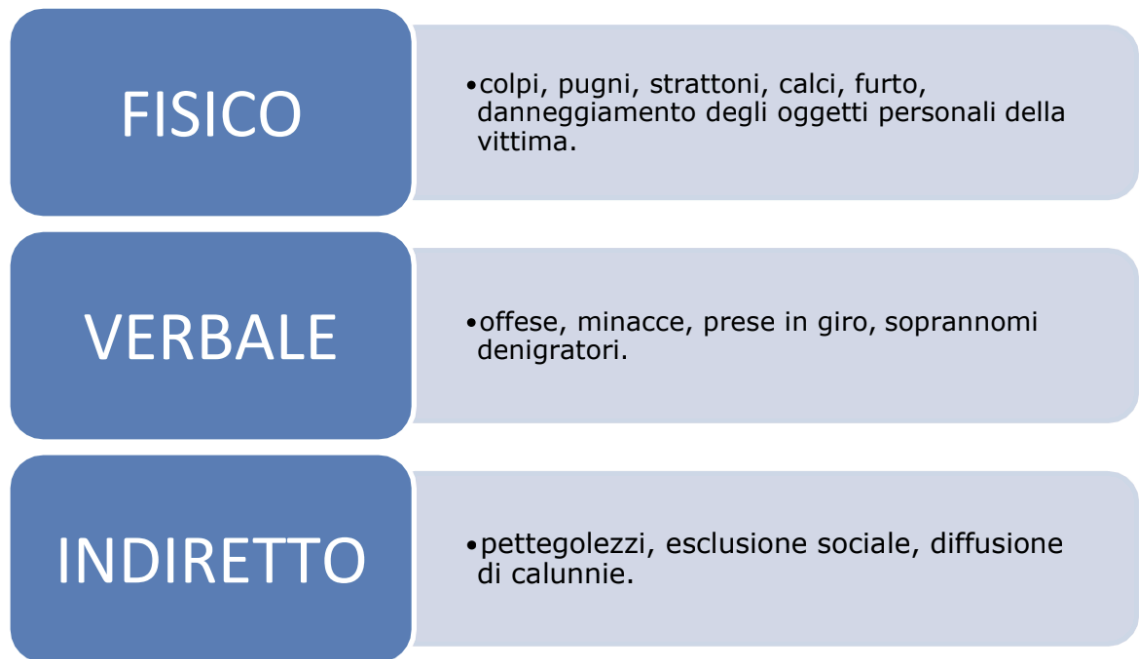 FISICO
•colpi, pugni, strattoni, calci, furto,
danneggiamento degli oggetti personali della
vittima.
VERBALE
•offese, minacce, prese in giro, soprannomi
denigratori.
INDIRETTO
•pettegolezzi, esclusione sociale, diffusione
di calunnie.